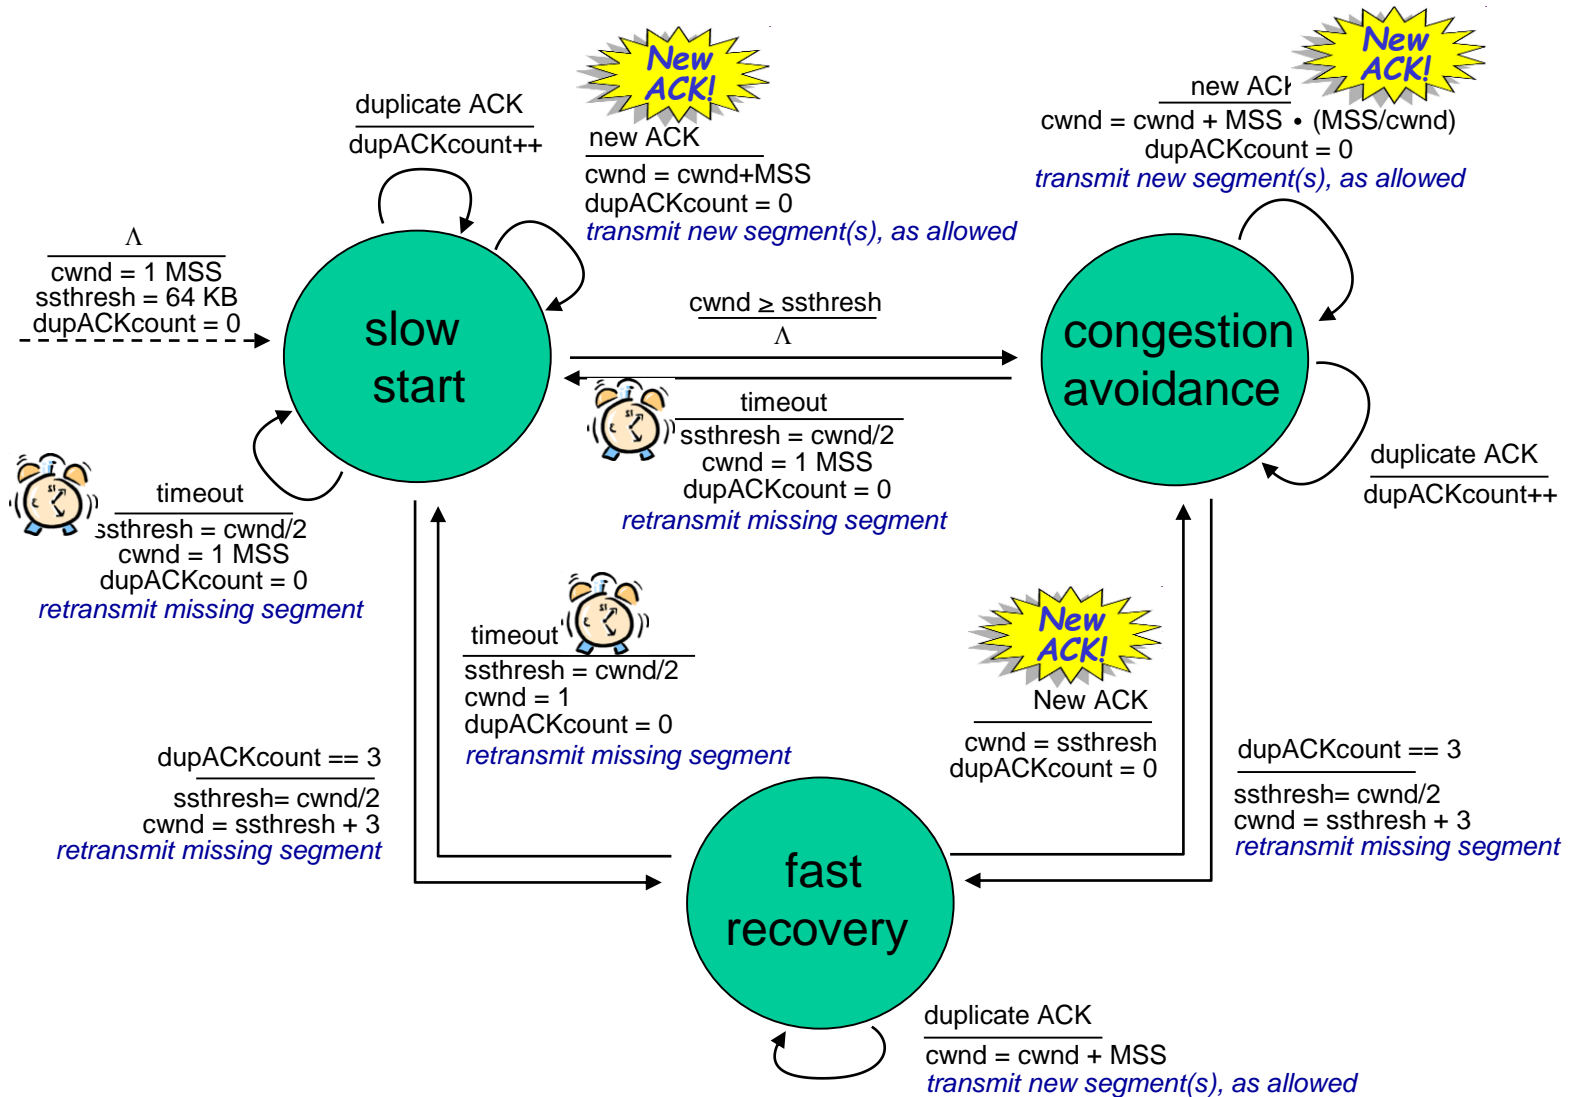 New
ACK!
duplicate ACK
dupACKcount++
new ACK
cwnd = cwnd+MSS
dupACKcount = 0
transmit new segment(s), as allowed
New
ACK!
new ACK
cwnd = cwnd + MSS • (MSS/cwnd)
dupACKcount = 0
transmit new segment(s), as allowed
Λ
cwnd = 1 MSS
ssthresh = 64 KB
dupACKcount = 0
slow
start
cwnd ≥ ssthresh
Λ
congestion
avoidance
timeout
ssthresh = cwnd/2
cwnd = 1 MSS
dupACKcount = 0
retransmit missing segment
duplicate ACK
dupACKcount++
timeout
ssthresh = cwnd/2
cwnd = 1 MSS
dupACKcount = 0
retransmit missing segment
timeout
ssthresh = cwnd/2
cwnd = 1
dupACKcount = 0
retransmit missing segment
New
ACK!
New ACK
cwnd = ssthresh
dupACKcount = 0
dupACKcount == 3
ssthresh= cwnd/2
cwnd = ssthresh + 3
retransmit missing segment
dupACKcount == 3
ssthresh= cwnd/2
cwnd = ssthresh + 3
retransmit missing segment
fast
recovery
duplicate ACK
cwnd = cwnd + MSS
transmit new segment(s), as allowed